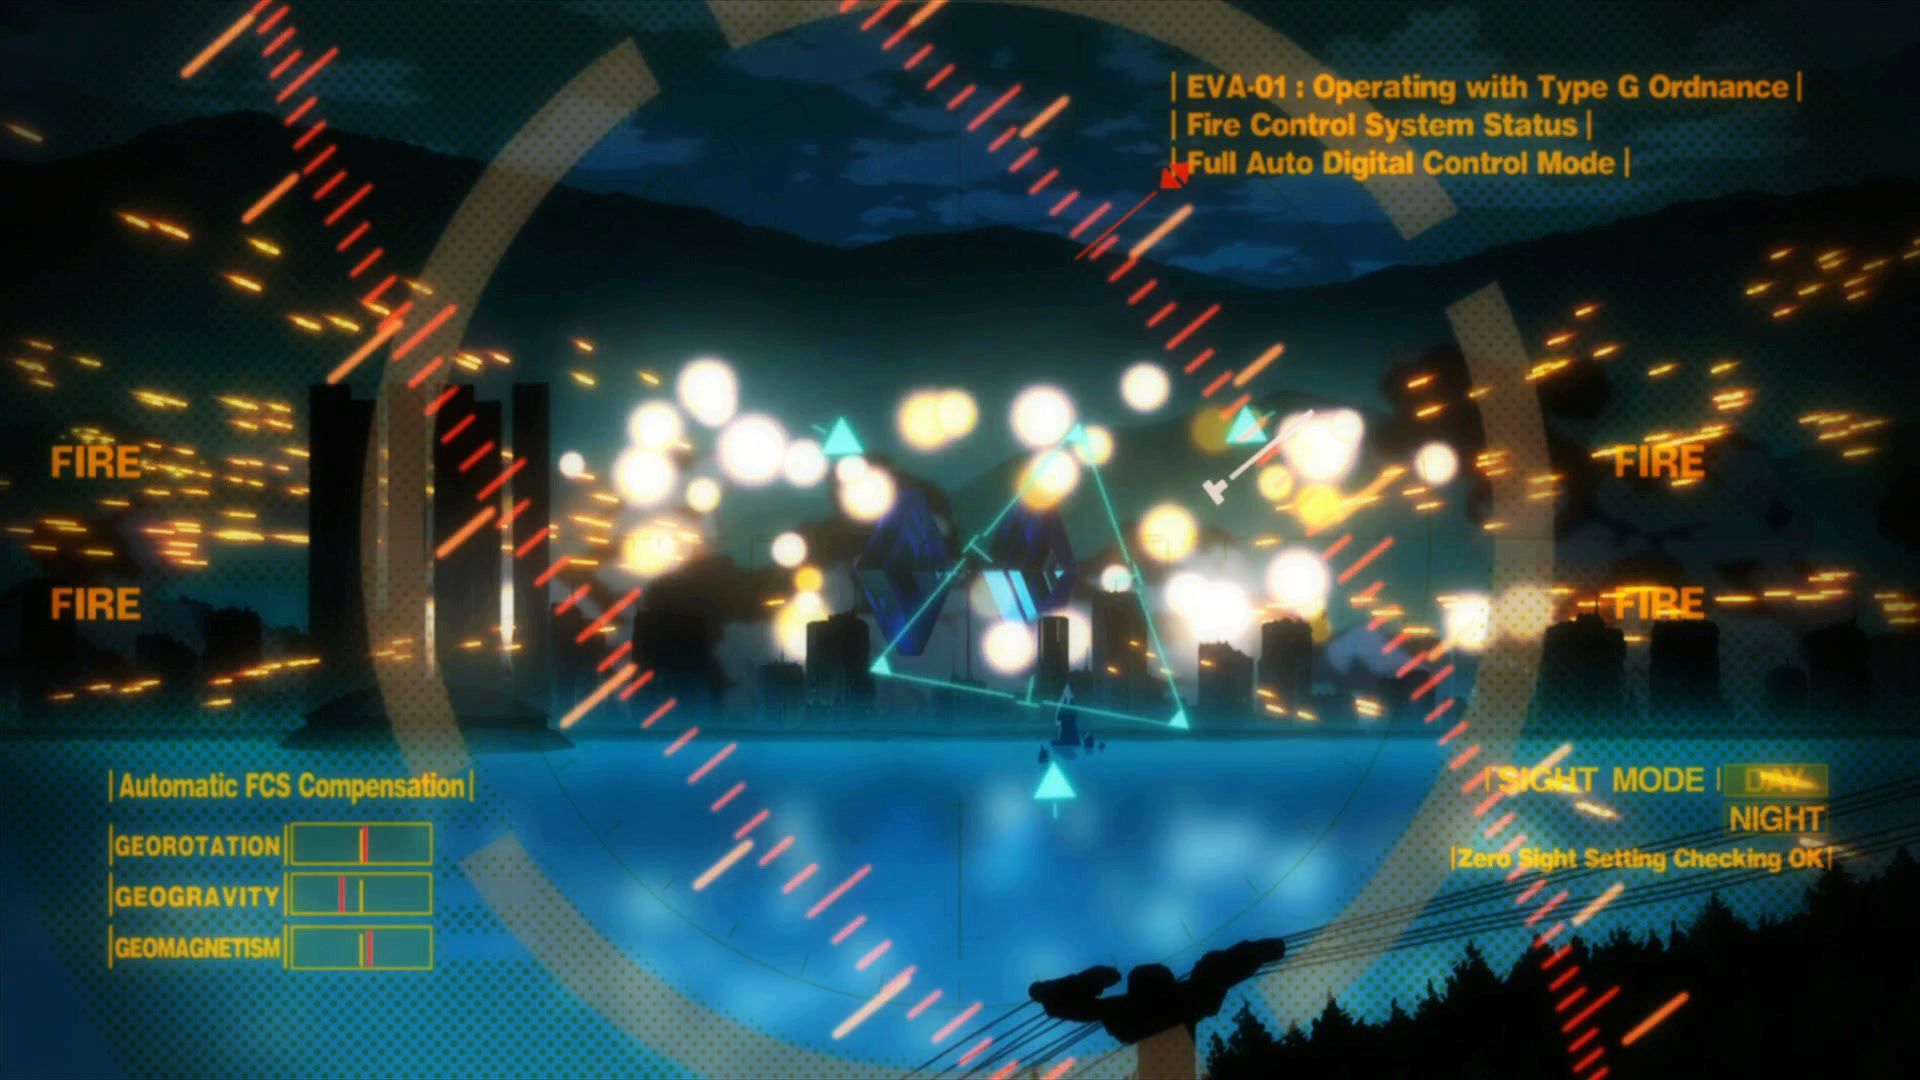 | EVA-01 : Operating with Type G Ordnance |
| Fire Control System Status |
| Full Auto Digital Control Mode |
FIRE
FIRE
FIRE
FIRE
| Automatic FCS Compensation |
| GEOROTATION |
| GEOGRAVITY |
| GEOMAGNETISM |
| SIGHT MODE | DAY
NIGHT
| Zero Sight Setting Checking OK |